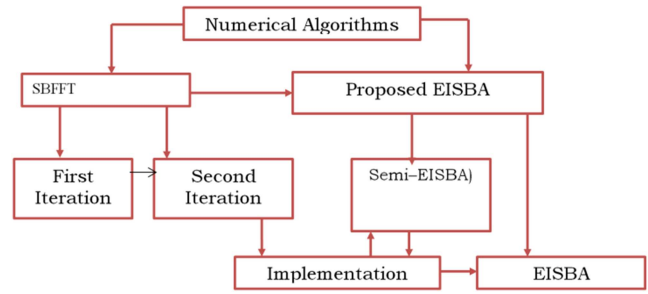 Numerical Algorithms
SBFFT
Proposed EISBA
First
Iteration
Second
Iteration
Semi–EISBA)
Implementation
EISBA